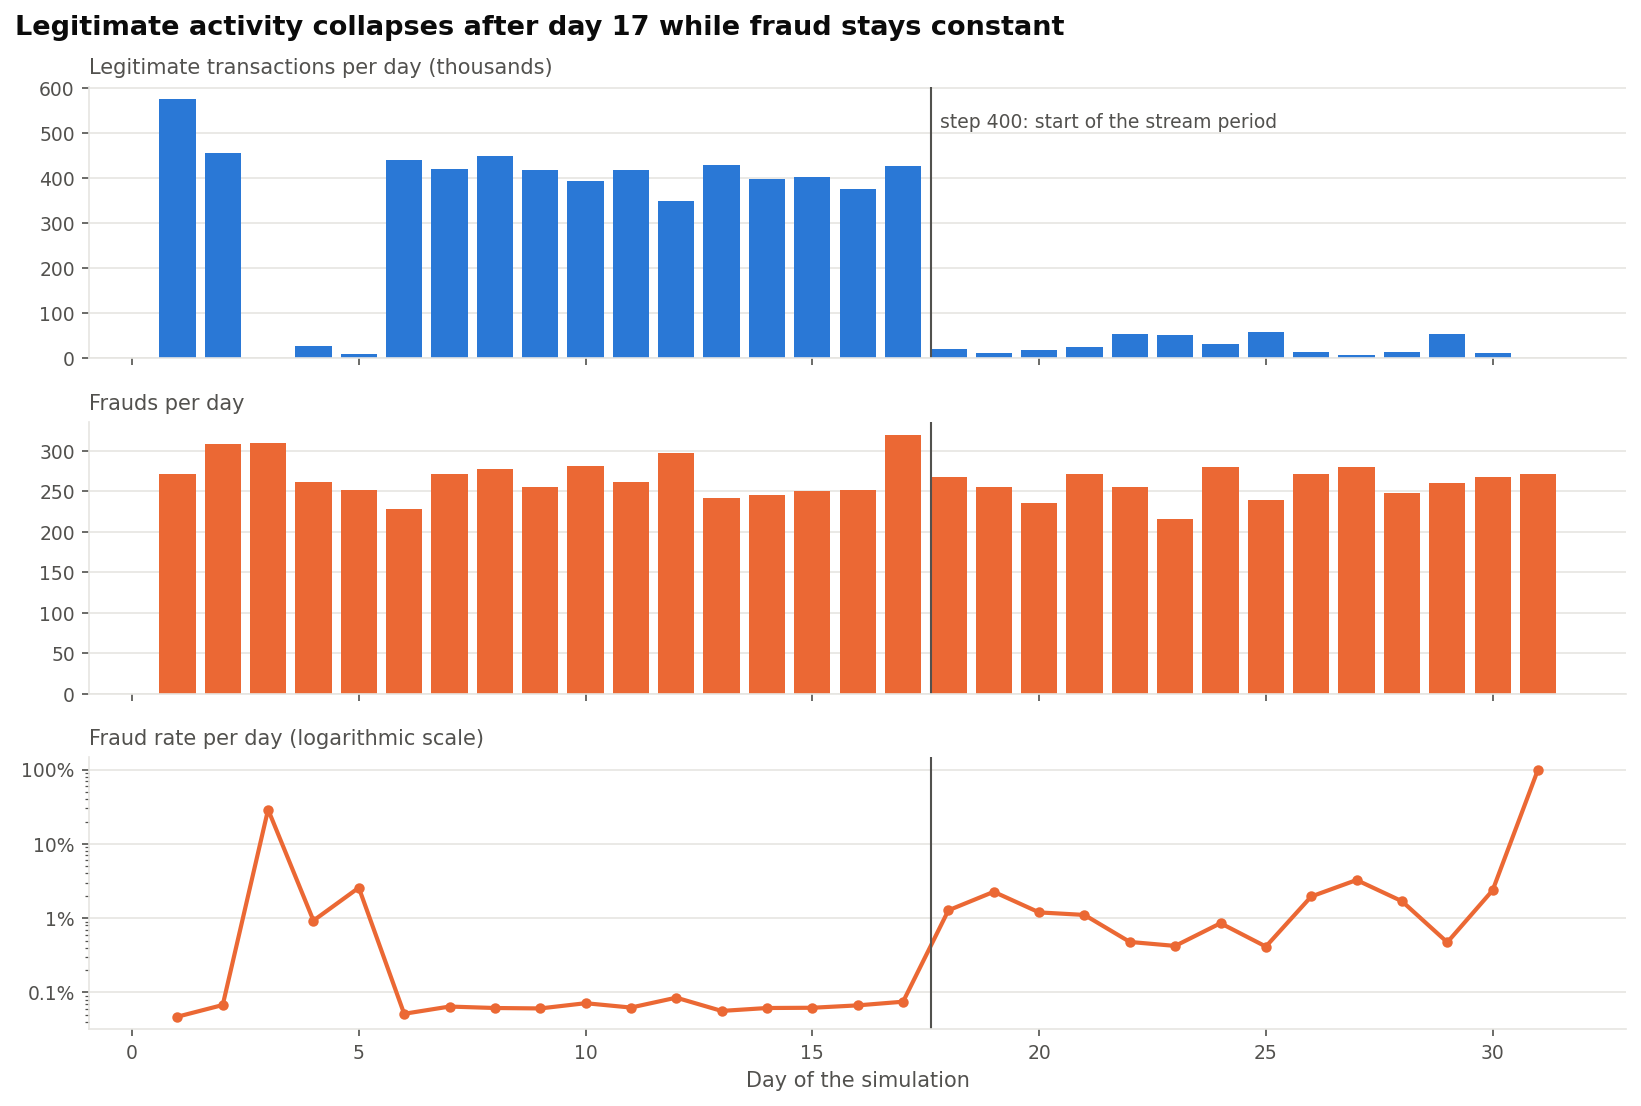 Legitimate activity collapses after day 17 while fraud stays constant
Legitimate transactions per day (thousands)
600
500
400
300
200
100
0
step 400: start of the stream period
Frauds per day
300
250
200
150
100
50
0
Fraud rate per day (logarithmic scale)
100%
10%
1%
0.1%
0 5 10 15 20 25 30
Day of the simulation